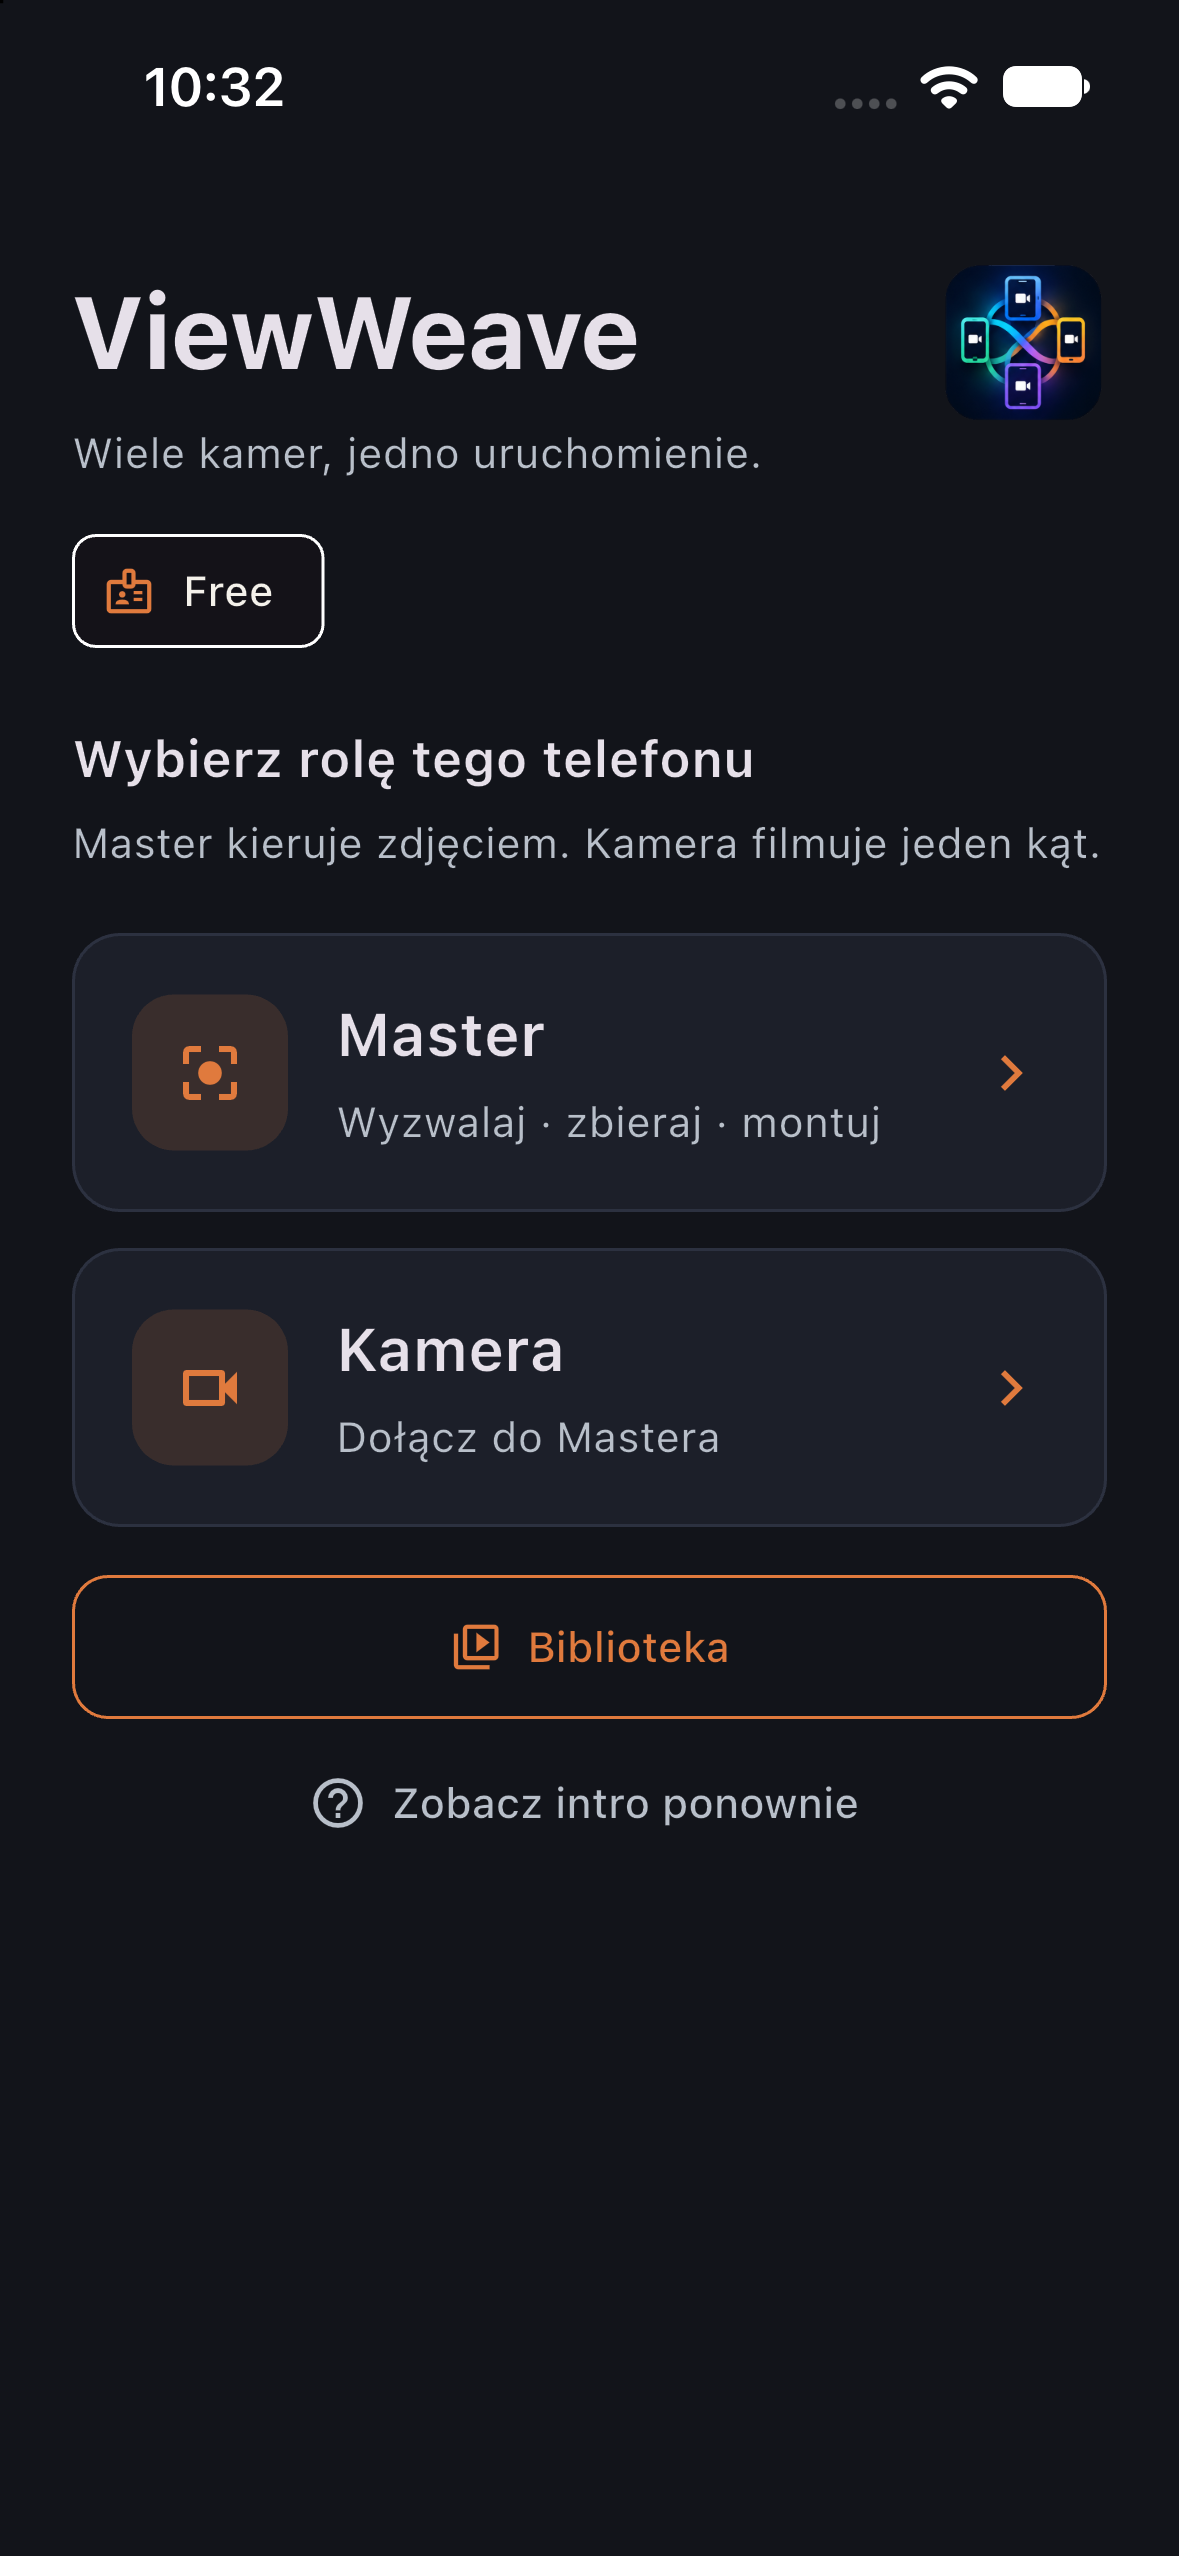 10:32
ViewWeave
Wiele kamer, jedno uruchomienie.
Free
Wybierz rolę tego telefonu
Master kieruje zdjęciem. Kamera filmuje jeden kąt.
Master
Wyzwalaj · zbieraj · montuj
Kamera
Dołącz do Mastera
Biblioteka
Zobacz intro ponownie